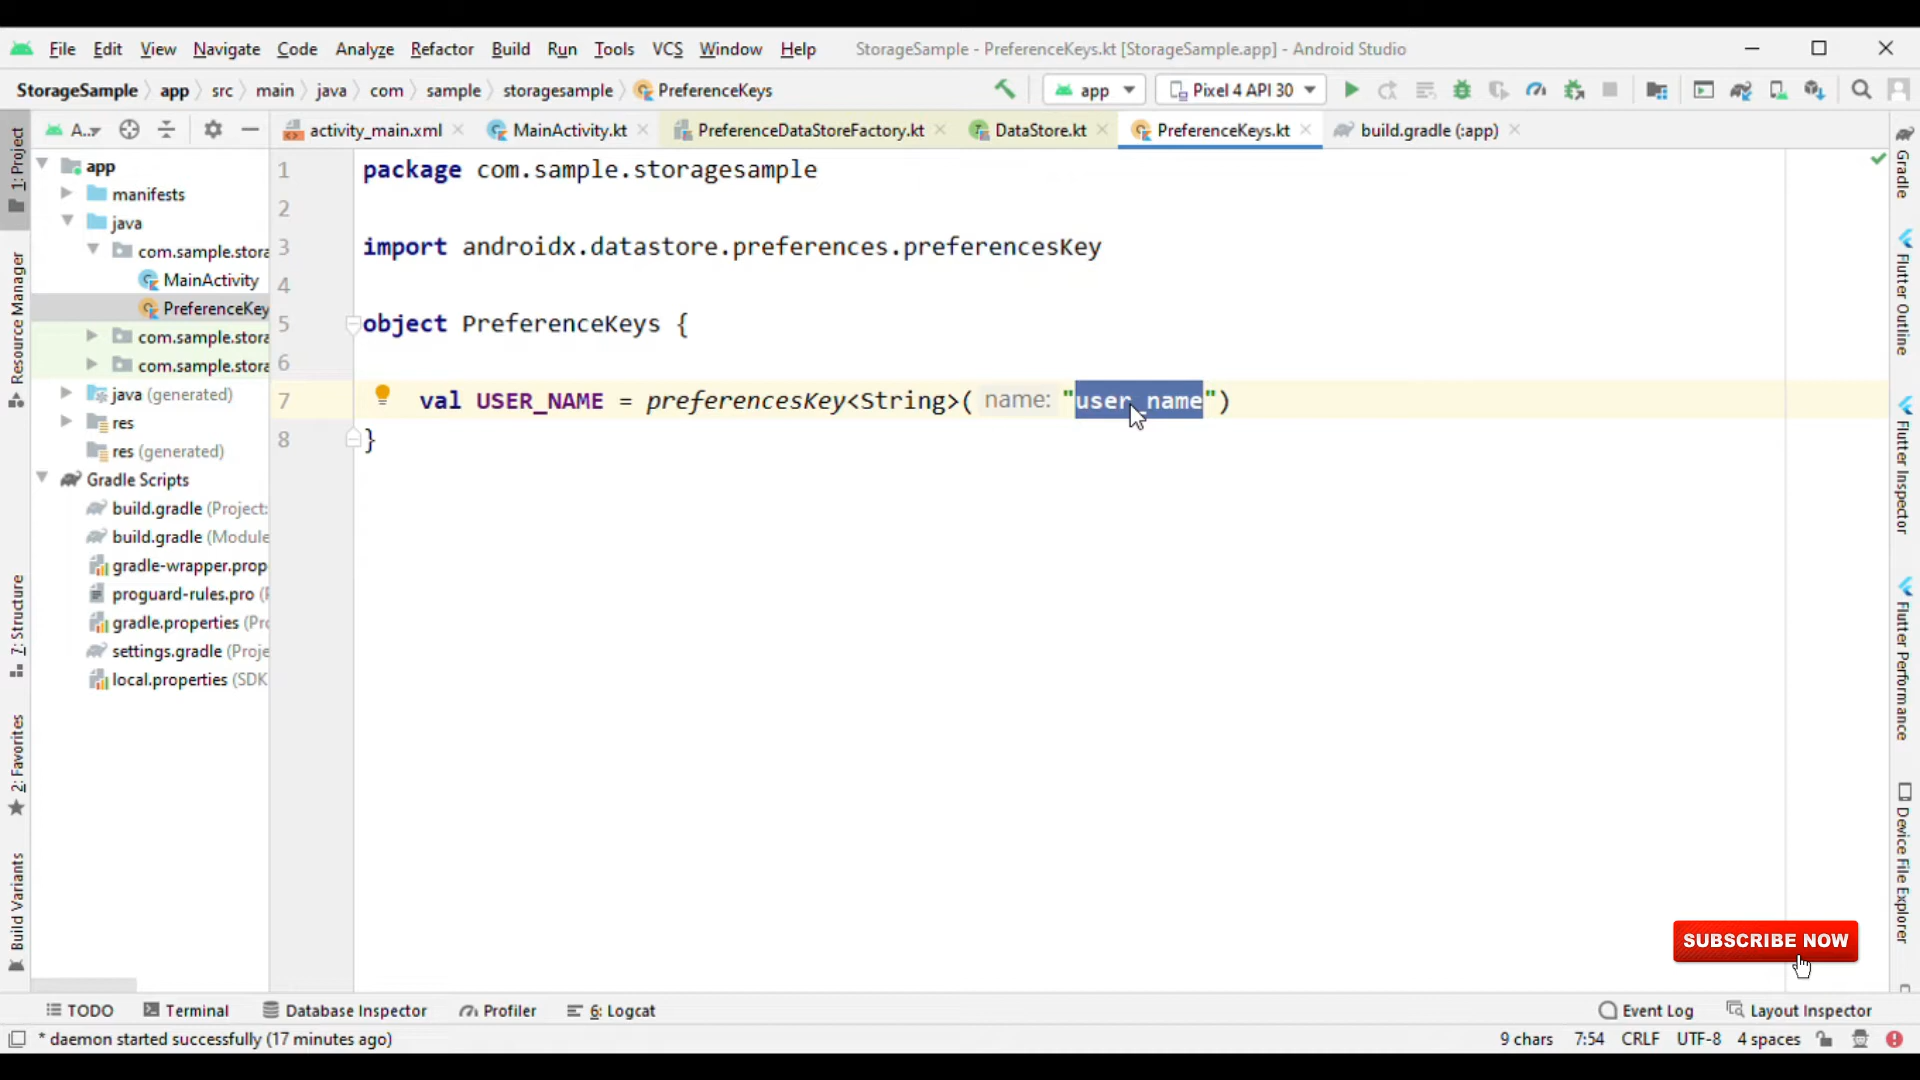 File Edit View Navigate Code Analyze Refactor Build Run Tools VCS Window Help StorageSample - PreferenceKeys.kt [StorageSample.app] - Android Studio
StorageSample app src main java com sample storagesample PreferenceKeys app Pixel 4 API 30
A.. activity_main.xml MainActivity.kt PreferenceDataStoreFactory.kt DataStore.kt PreferenceKeys.kt build.gradle (:app)
1: Project
Resource Manager
7: Structure
2: Favorites
Build Variants
app
manifests
java
com.sample.stora
MainActivity
PreferenceKey
com.sample.stora
com.sample.stora
java (generated)
res
res (generated)
Gradle Scripts
build.gradle (Project:
build.gradle (Module
gradle-wrapper.prop
proguard-rules.pro (
gradle.properties (Pro
settings.gradle (Proje
local.properties (SDK
1 package com.sample.storagesample
2
3 import androidx.datastore.preferences.preferencesKey
4
5 object PreferenceKeys {
6
7 val USER_NAME = preferencesKey<String>( name: "user_name")
8 }
Gradle
Flutter Outline
Flutter Inspector
Flutter Performance
Device File Explorer
SUBSCRIBE NOW
TODO Terminal Database Inspector Profiler 6: Logcat Event Log Layout Inspector
* daemon started successfully (17 minutes ago) 9 chars 7:54 CRLF UTF-8 4 spaces